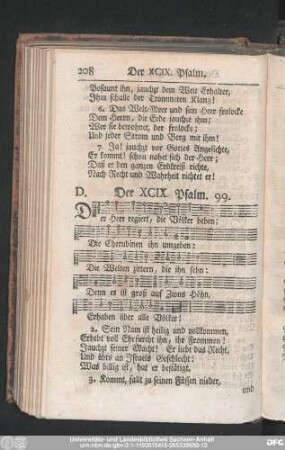 208 Der XCIX. Psalm.
Posaunt ihn, jauchzt dem Welt-Erhalter,
Ihm schalle der Trommeten Klang!
6. Das Welt-Meer und sein Heer frolocke
Dem Herrn, die Erde jauchze ihm;
Wer sie bewohnet, der frolocke;
Und jeder Strom und Berg mit ihm!
7. Ja! jauchzt vor Gottes Angesichte,
Er kommt! schon nahet sich der Herr;
Daß er den ganzen Erdkreiß richte,
Nach Recht und Wahrheit richtet er!
D. Der XCIX. Psalm. 99.
Der Herr regiert, die Völker beben;
Die Cherubinen ihn umgeben:
Die Welten zittern, die ihn sehn:
Denn er ist groß auf Zions Höhn,
Erhaben über alle Völker!
2. Sein Nam ist heilig und vollkommen,
Erhebt voll Ehrfurcht ihn, ihr Frommen!
Jauchzt seiner Macht! Er liebt das Recht,
Und übts an Israels Geschlecht:
Was billig ist, hat er bestätigt.
3. Kommt, fallt zu seinen Füssen nieder,
und
Universitäts- und Landesbibliothek Sachsen-Anhalt